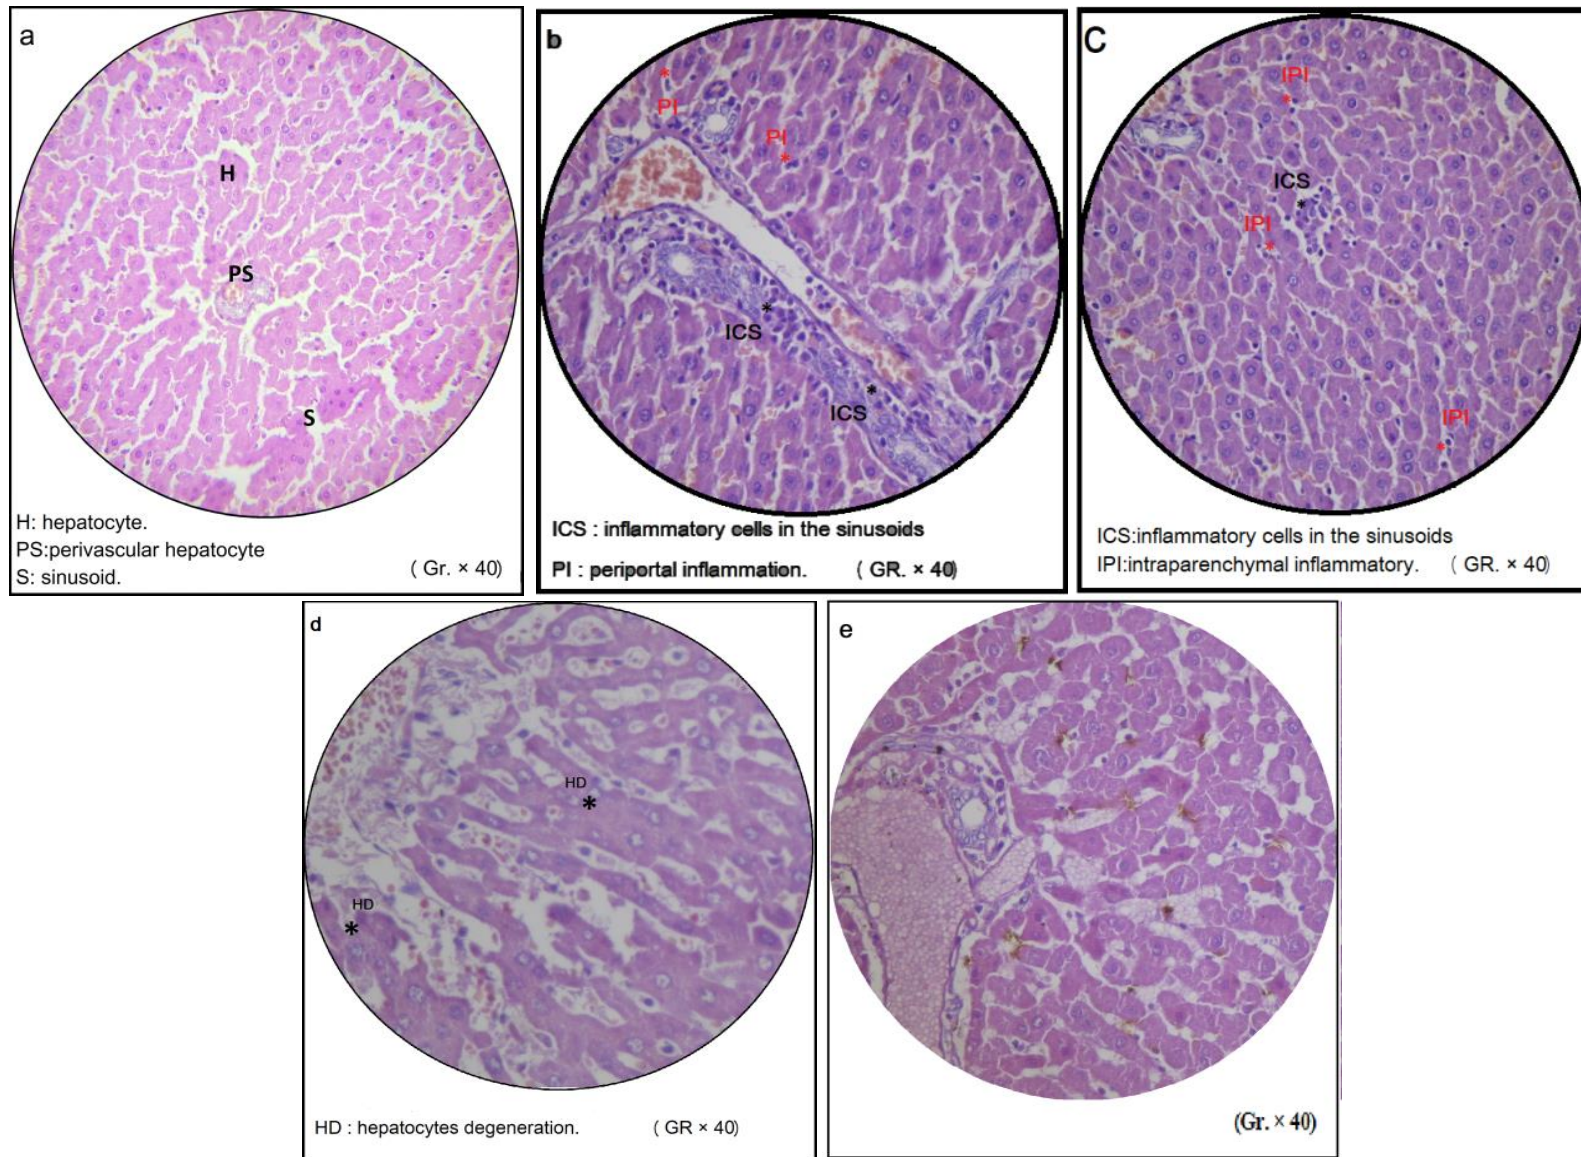 a
H
PS
S
H: hepatocyte.
PS:perivascular hepatocyte
S: sinusoid.
( Gr. × 40)
b
*
PI
PI
*
*
ICS
*
ICS
ICS : inflammatory cells in the sinusoids
PI : periportal inflammation. ( GR. × 40)
C
IPI
*
ICS
*
IPI
*
IPI
*
ICS:inflammatory cells in the sinusoids
IPI:intraparenchymal inflammatory. ( GR. × 40)
d
HD
*
HD
*
HD : hepatocytes degeneration. ( GR × 40)
e
(Gr. × 40)